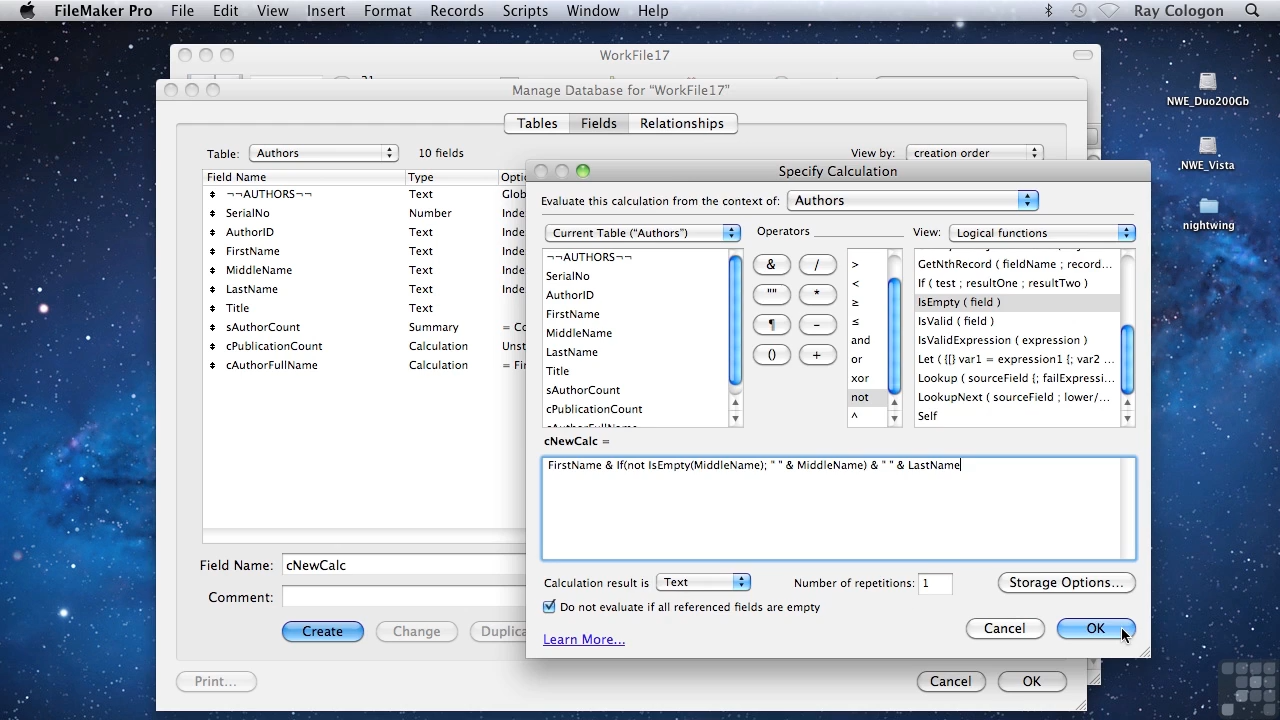 FileMaker Pro File Edit View Insert Format Records Scripts Window Help Ray Cologon
WorkFile17
Manage Database for "WorkFile17"
NWE_Duo200Gb
NWE_Vista
nightwing
Tables Fields Relationships
Table: Authors 10 fields View by: creation order
Field Name Type
¬¬AUTHORS¬¬ Text
SerialNo Number
AuthorID Text
FirstName Text
MiddleName Text
LastName Text
Title Text
sAuthorCount Summary
cPublicationCount Calculation
cAuthorFullName Calculation
Field Name: cNewCalc
Comment:
Create Change
Print... Cancel OK
Specify Calculation
Evaluate this calculation from the context of: Authors
Current Table ("Authors") Operators View: Logical functions
¬¬AUTHORS¬¬
SerialNo
AuthorID
FirstName
MiddleName
LastName
Title
sAuthorCount
cPublicationCount
cAuthorFullName
& /
"" *
¶ -
() +
>
<
≥
≤
and
or
xor
not
^
GetNthRecord ( fieldName ; record...
If ( test ; resultOne ; resultTwo )
IsEmpty ( field )
IsValid ( field )
IsValidExpression ( expression )
Let ( {[} var1 = expression1 {; var2 ...
Lookup ( sourceField {; failExpressi...
LookupNext ( sourceField ; lower/...
Self
cNewCalc =
FirstName & If(not IsEmpty(MiddleName); " " & MiddleName) & " " & LastName
Calculation result is Text Number of repetitions: 1 Storage Options...
Do not evaluate if all referenced fields are empty
Learn More... Cancel OK